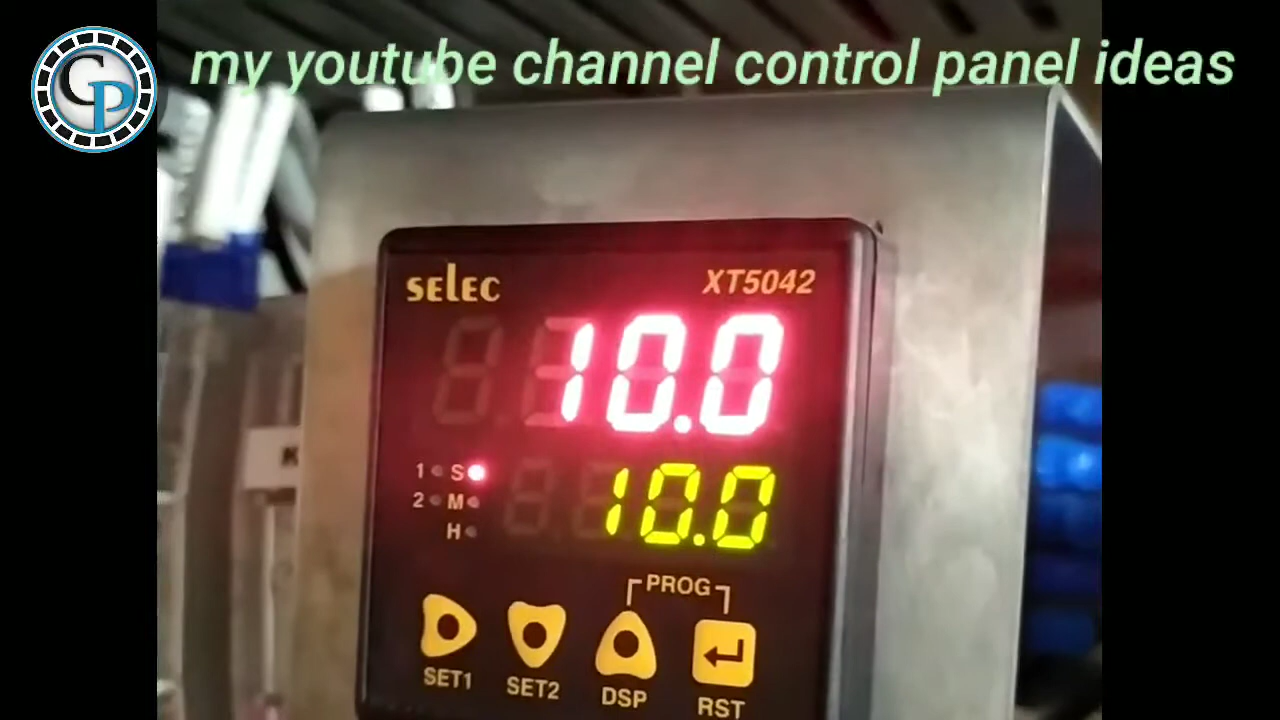 my youtube channel control panel ideas
CP
selec
XT5042
10.0
1 S
10.0
2 M
H
PROG
SET1
SET2
DSP
RST
K